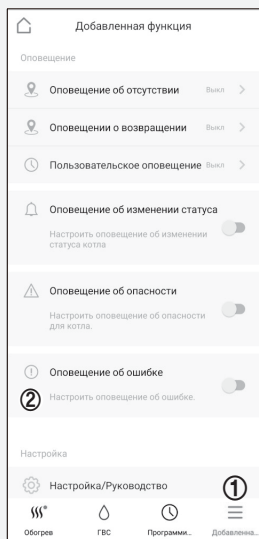 Добавленная функция
Оповещение
Оповещение об отсутствии Выкл
Оповещении о возвращении Выкл
Пользовательское оповещение Выкл
Оповещение об изменении статуса
Настроить оповещение об изменении
статуса котла
Оповещение об опасности
Настроить оповещение об опасности
для котла.
Оповещение об ошибке
② Настроить оповещение об ошибке.
Настройка
Настройка/Руководство
①
Обогрев ГВС Программи... Добавленна...